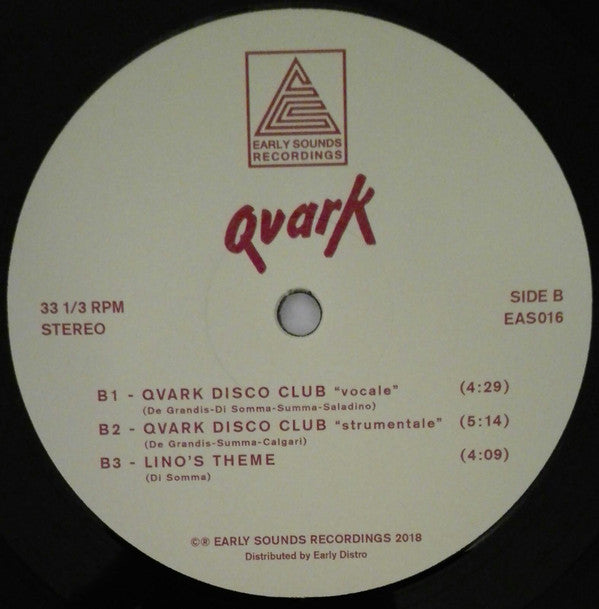 EARLY SOUNDS
RECORDINGS
Qvark
33 1/3 RPM
STEREO
SIDE B
EAS016
B1 - QVARK DISCO CLUB "vocale" (4:29)
(De Grandis-Di Somma-Summa-Saladino)
B2 - QVARK DISCO CLUB "strumentale" (5:14)
(De Grandis-Summa-Calgari)
B3 - LINO'S THEME (4:09)
(Di Somma)
©℗ EARLY SOUNDS RECORDINGS 2018
Distributed by Early Distro